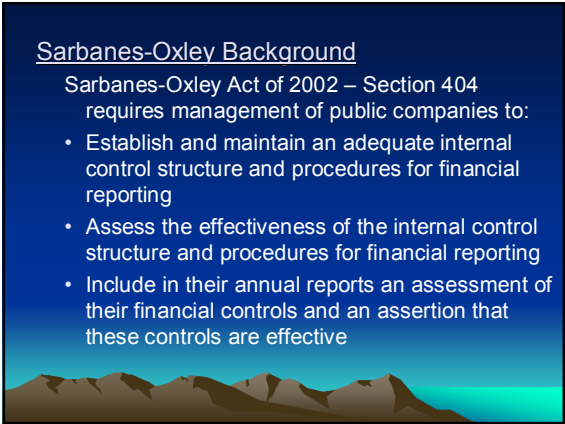 Sarbanes-Oxley Background
Sarbanes-Oxley Act of 2002 – Section 404
requires management of public companies to:
• Establish and maintain an adequate internal
control structure and procedures for financial
reporting
• Assess the effectiveness of the internal control
structure and procedures for financial reporting
• Include in their annual reports an assessment of
their financial controls and an assertion that
these controls are effective